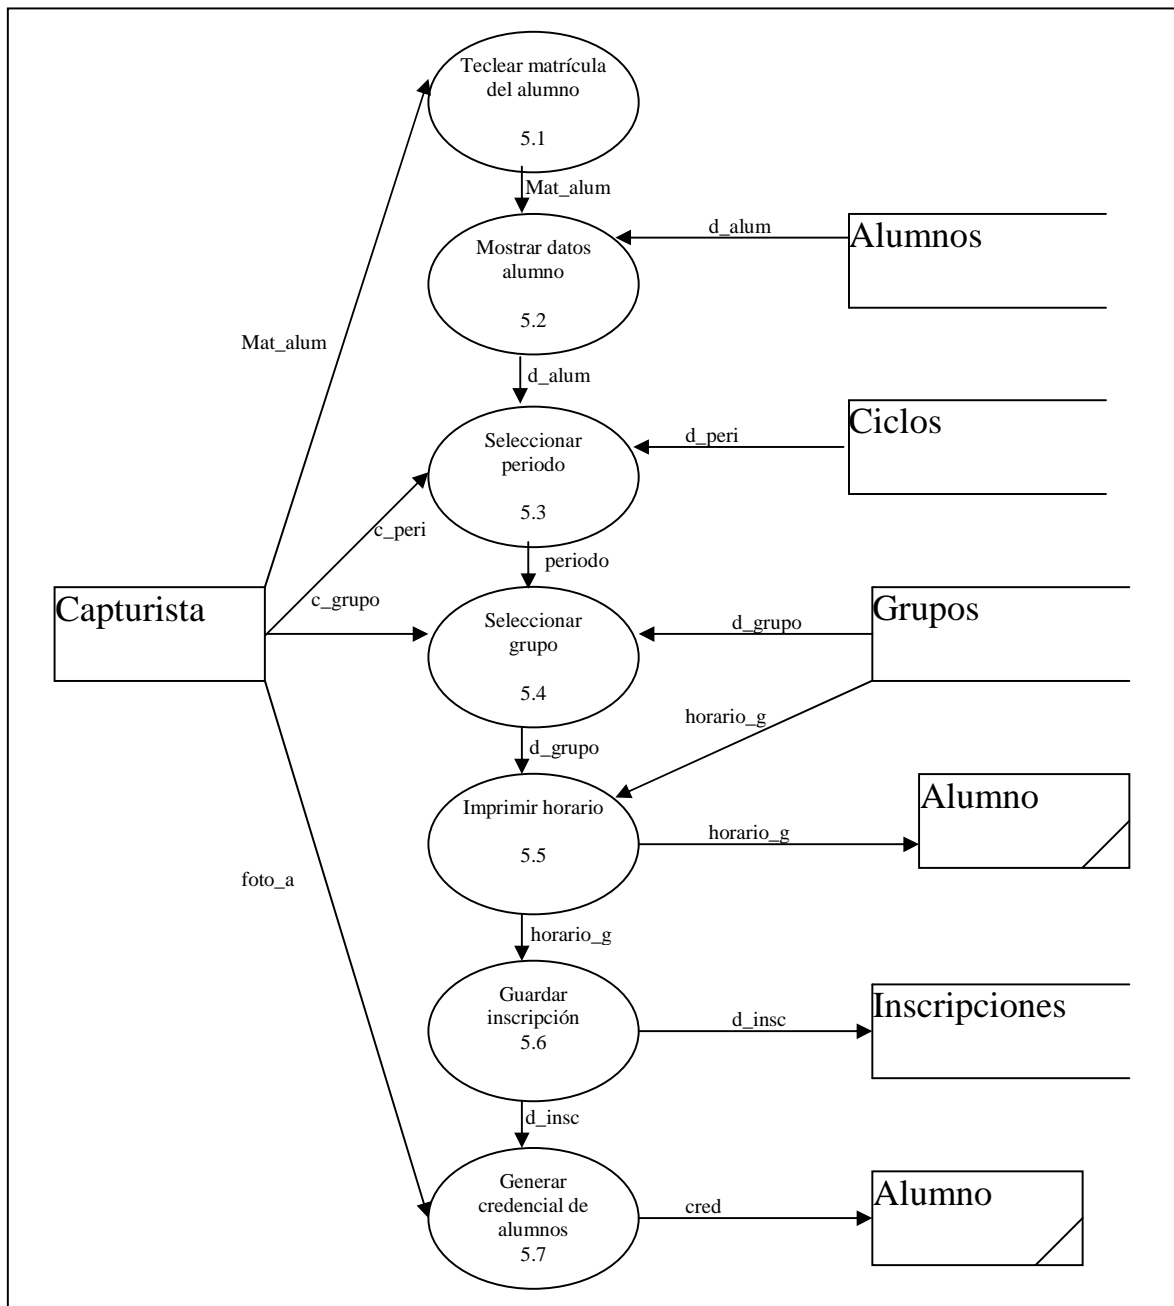 Teclear matrícula
del alumno
5.1
Mat_alum
Mostrar datos
alumno
5.2
d_alum
Alumnos
Mat_alum
d_alum
Seleccionar
periodo
5.3
d_peri
Ciclos
c_peri
periodo
Capturista
c_grupo
Seleccionar
grupo
5.4
d_grupo
Grupos
horario_g
d_grupo
Imprimir horario
5.5
horario_g
Alumno
foto_a
horario_g
Guardar
inscripción
5.6
d_insc
Inscripciones
d_insc
Generar
credencial de
alumnos
5.7
cred
Alumno